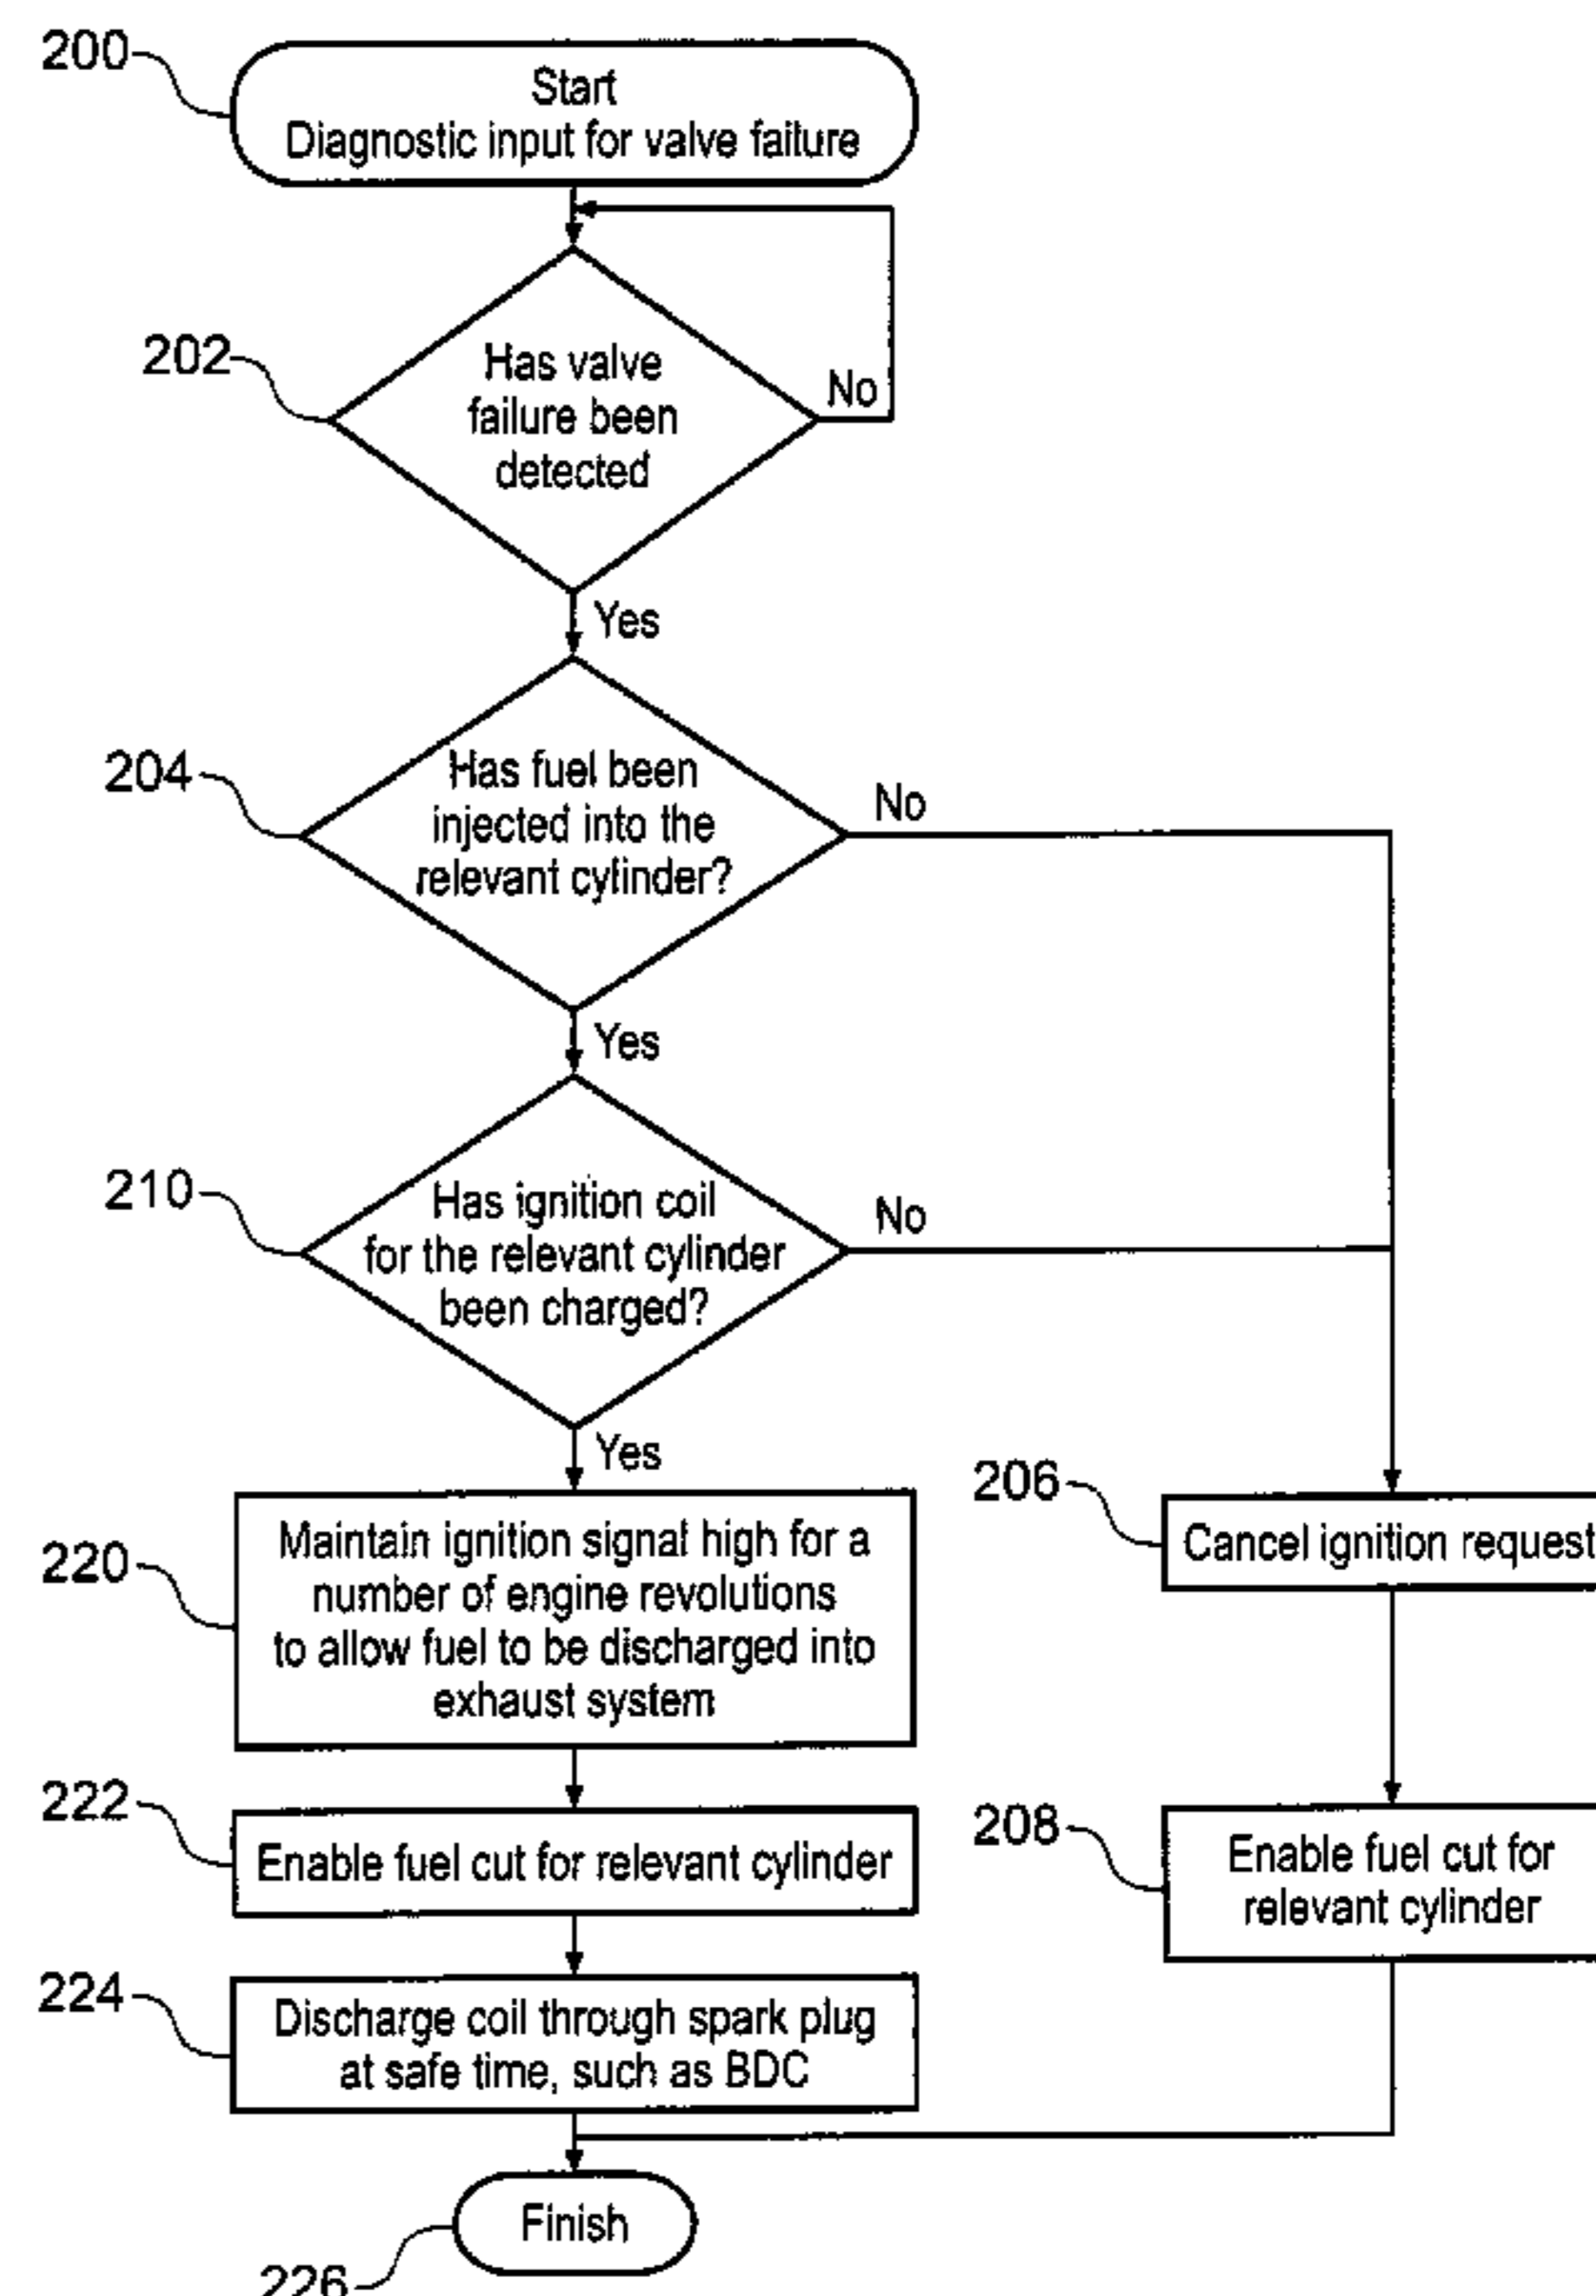 200
Start
Diagnostic input for valve failure
202
Has valve
failure been
detected
No
Yes
204
Has fuel been
injected into the
relevant cylinder?
No
Yes
210
Has ignition coil
for the relevant cylinder
been charged?
No
Yes
206
Cancel ignition request
220
Maintain ignition signal high for a
number of engine revolutions
to allow fuel to be discharged into
exhaust system
222
Enable fuel cut for relevant cylinder
208
Enable fuel cut for
relevant cylinder
224
Discharge coil through spark plug
at safe time, such as BDC
Finish
226